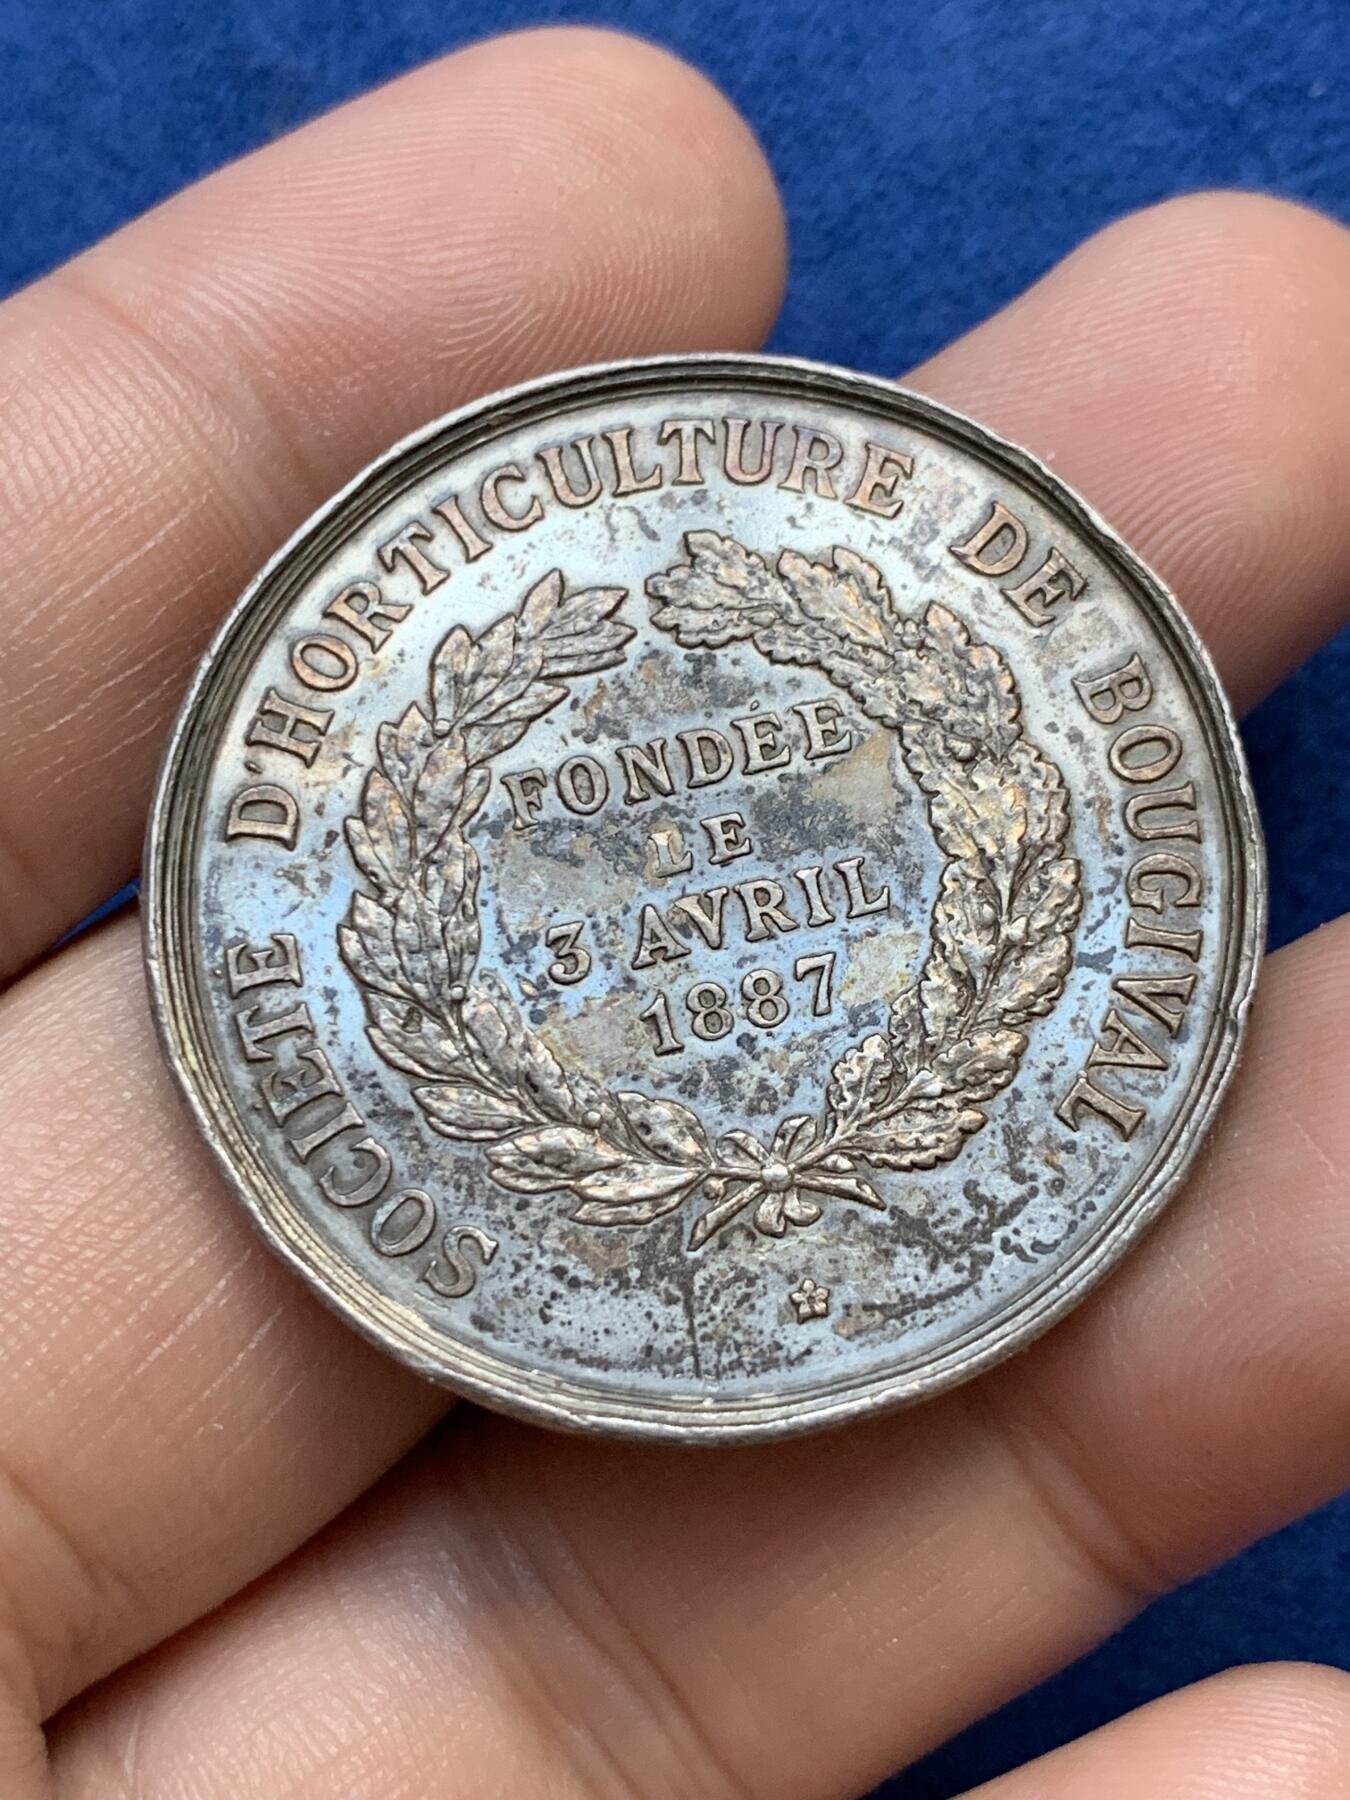 SOCIETE D'HORTICULTURE DE BOUGIVAL
FONDÉE
LE
3 AVRIL
1887